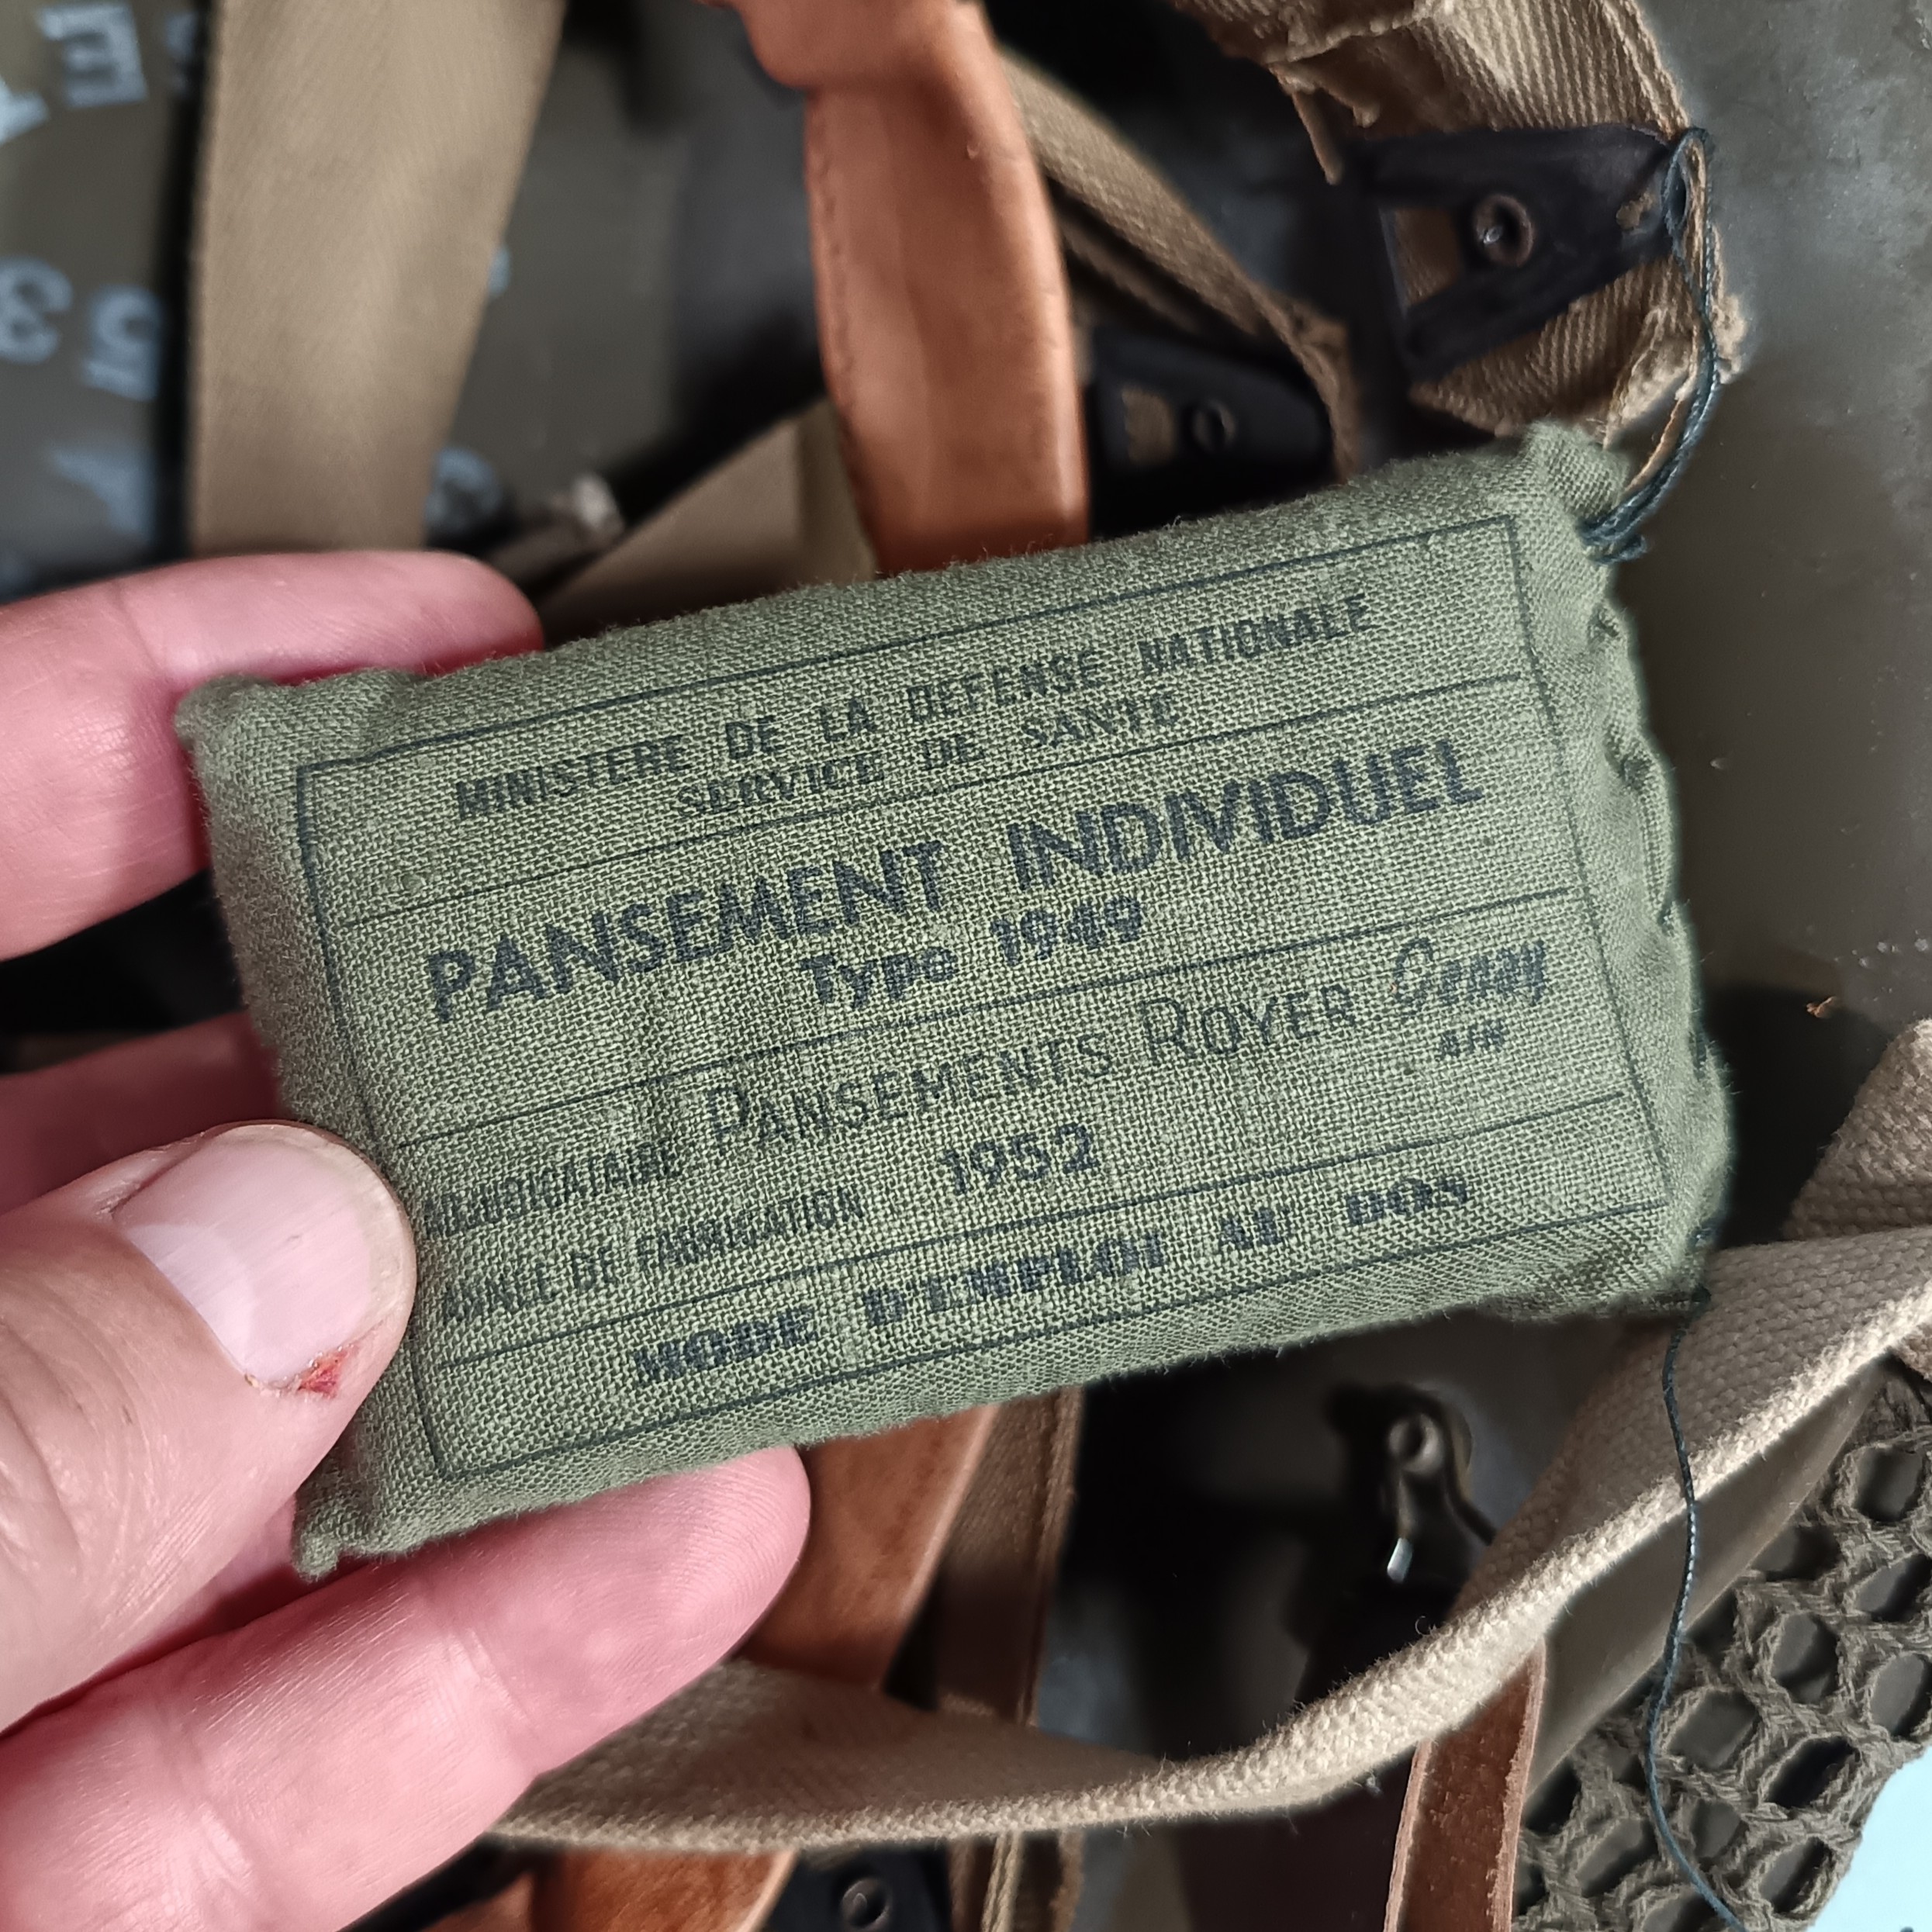 MINISTERE DE LA DEFENSE NATIONALE
SERVICE DE SANTE
PANSEMENT INDIVIDUEL
Type 1949
PANSEMENTS ROYER
ANNEE DE FABRICATION 1952
MODE D'EMPLOI AU DOS